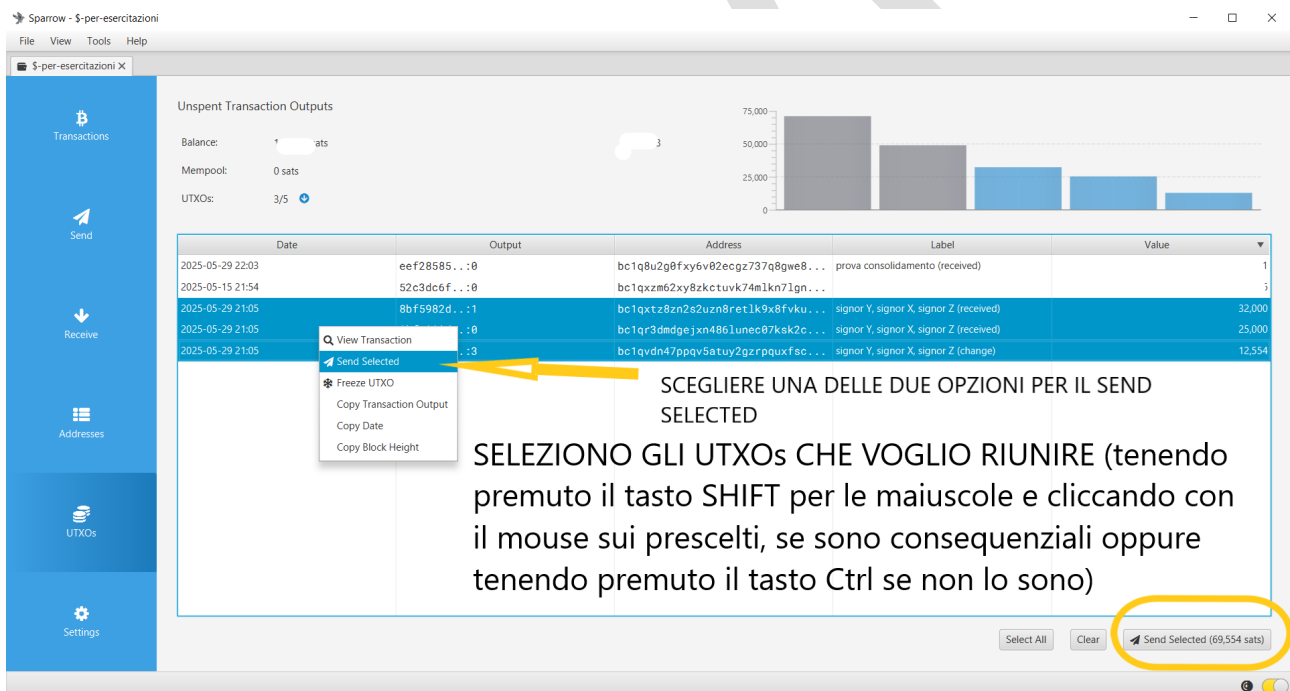 Sparrow - $-per-esercitazioni
File View Tools Help
$-per-esercitazioni
Transactions
Send
Receive
Addresses
UTXOs
Settings
Unspent Transaction Outputs
Balance: 1 ats 3
Mempool: 0 sats
UTXOs: 3/5
75,000
50,000
25,000
0
Date Output Address Label Value
2025-05-29 22:03 eef28585..:0 bc1q8u2g0fxy6v02ecgz737q8gwe8... prova consolidamento (received) 1
2025-05-15 21:54 52c3dc6f..:0 bc1qxzm62xy8zkctuvk74mlkn7lgn...
2025-05-29 21:05 8bf5982d..:1 bc1qxtz8zn2s2uzn8retlk9x8fvku... signor Y, signor X, signor Z (received) 32,000
2025-05-29 21:05 ..:0 bc1qr3dmdgejxn486lunec07ksk2c... signor Y, signor X, signor Z (received) 25,000
2025-05-29 21:05 ..:3 bc1qvdn47ppqv5atuy2gzrpquxfsc... signor Y, signor X, signor Z (change) 12,554
View Transaction
Send Selected
Freeze UTXO
Copy Transaction Output
Copy Date
Copy Block Height
SCEGLIERE UNA DELLE DUE OPZIONI PER IL SEND
SELECTED
SELEZIONO GLI UTXOs CHE VOGLIO RIUNIRE (tenendo
premuto il tasto SHIFT per le maiuscole e cliccando con
il mouse sui prescelti, se sono consequenziali oppure
tenendo premuto il tasto Ctrl se non lo sono)
Select All Clear Send Selected (69,554 sats)